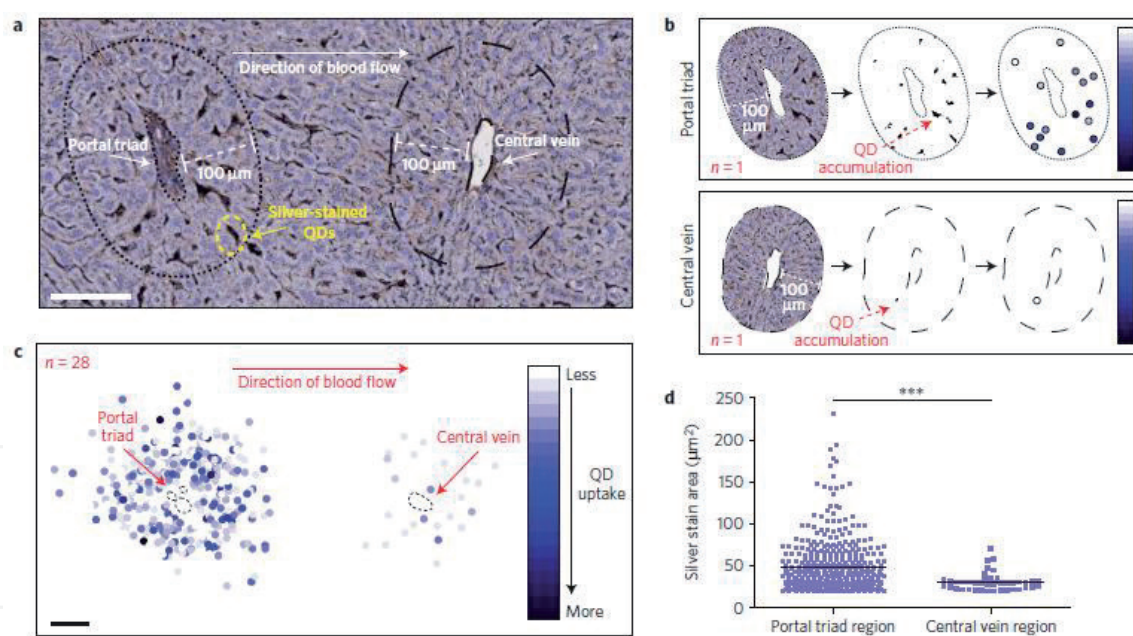 a
Direction of blood flow
Portal triad
100 μm
Central vein
100 μm
Silver-stained
QDs
b
Portal triad
100
μm
n = 1
QD
accumulation
Central vein
100
μm
n = 1
QD
accumulation
c
n = 28
Direction of blood flow
Portal
triad
Central vein
Less
QD
uptake
More
d
***
Silver stain area (μm²)
250
200
150
100
50
0
Portal triad region
Central vein region